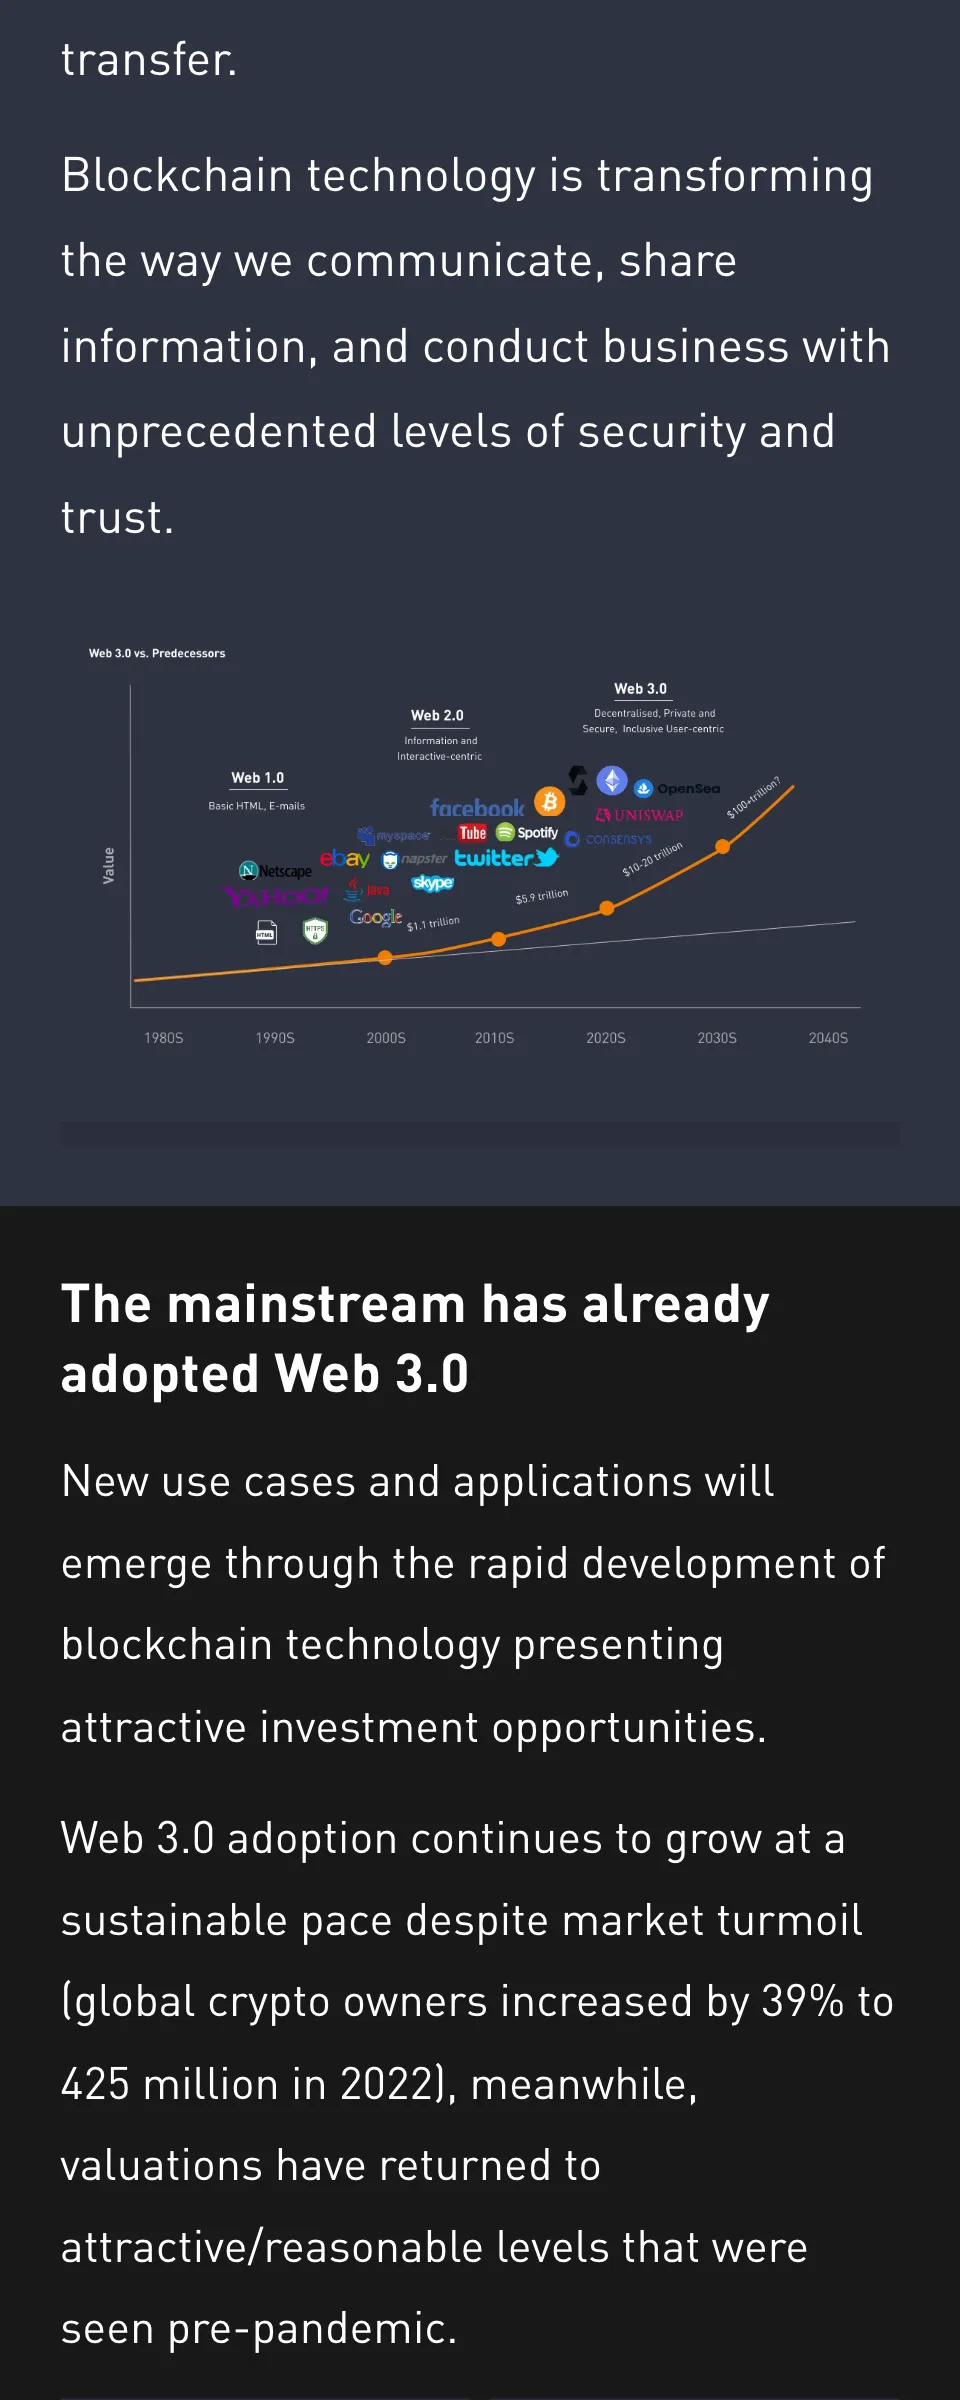 transfer.
Blockchain technology is transforming
the way we communicate, share
information, and conduct business with
unprecedented levels of security and
trust.
Web 3.0 vs. Predecessors
Web 3.0
Decentralised, Private and
Secure, Inclusive User-centric
Web 2.0
Information and
Interactive-centric
Web 1.0
Basic HTML, E-mails
OpenSea
$100+trillion?
facebook
UNISWAP
myspace
Tube
Spotify
CONSENSYS
Value
ebay
napster
twitter
$10-20 trillion
N Netscape
Java
skype
YAHOO!
$5.9 trillion
Google
$1.1 trillion
HTML
HTTPS
1980S 1990S 2000S 2010S 2020S 2030S 2040S
The mainstream has already
adopted Web 3.0
New use cases and applications will
emerge through the rapid development of
blockchain technology presenting
attractive investment opportunities.
Web 3.0 adoption continues to grow at a
sustainable pace despite market turmoil
(global crypto owners increased by 39% to
425 million in 2022), meanwhile,
valuations have returned to
attractive/reasonable levels that were
seen pre-pandemic.